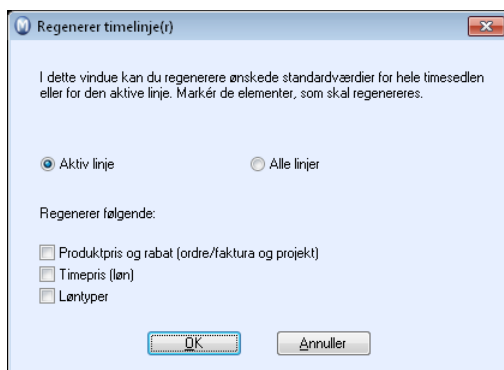 Regenerer timelinje(r)
I dette vindue kan du regenerere ønskede standardværdier for hele timesedlen
eller for den aktive linje. Markér de elementer, som skal regenereres.
Aktiv linje
Alle linjer
Regenerer følgende:
Produktpris og rabat (ordre/faktura og projekt)
Timepris (løn)
Løntyper
OK
Annuller